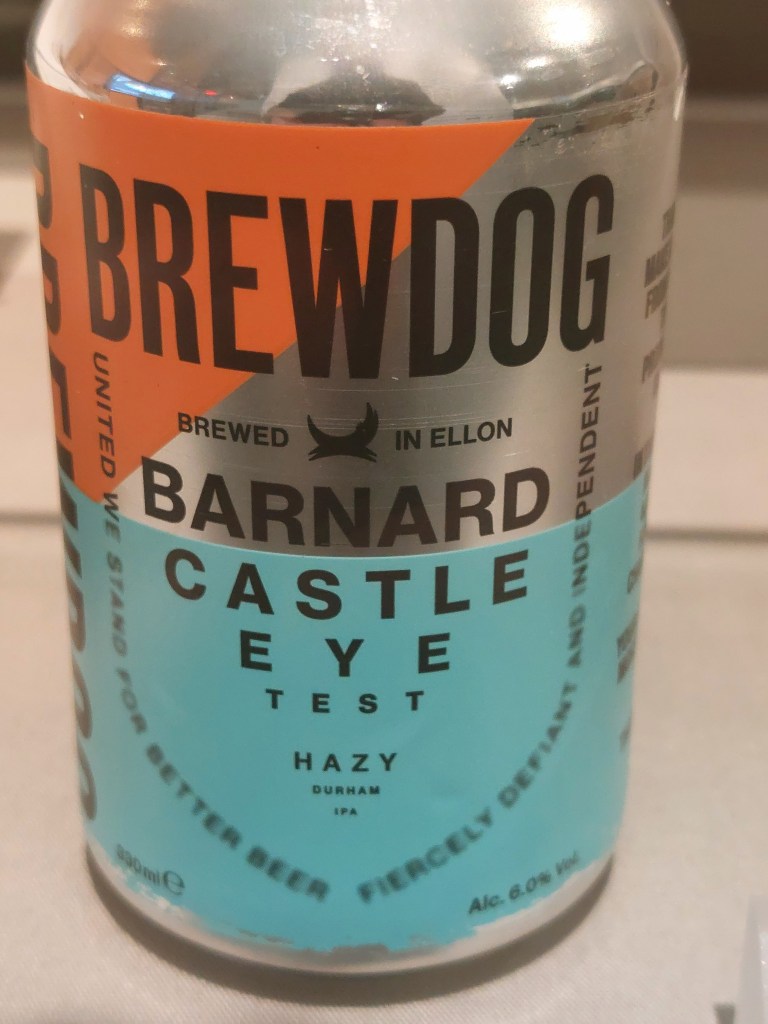 BREWDOG
BREWED IN ELLON
BARNARD
CASTLE
EYE
TEST
HAZY
DURHAM
IPA
UNITED WE STAND FOR BETTER BEER
FIERCELY DEFIANT AND INDEPENDENT
330ml℮
Alc. 6.0% Vol.
BREWDOG